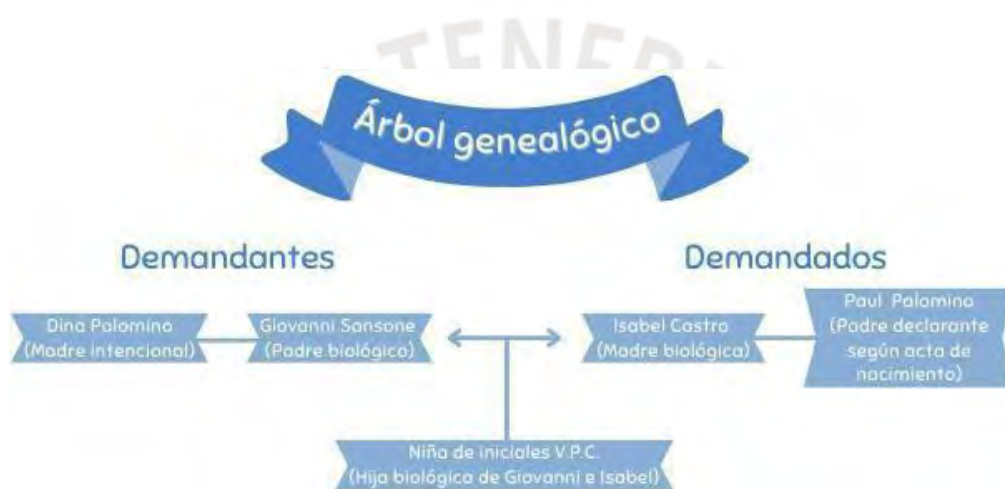 TENEB
Árbol genealógico
Demandantes
Demandados
Dina Palomino
(Madre intencional)
Giovanni Sansone
(Padre biológico)
Isabel Castro
(Madre biológica)
Paul Palomino
(Padre declarante
según acta de
nacimiento)
Niña de iniciales V.P.C.
(Hija biológica de Giovanni e Isabel)